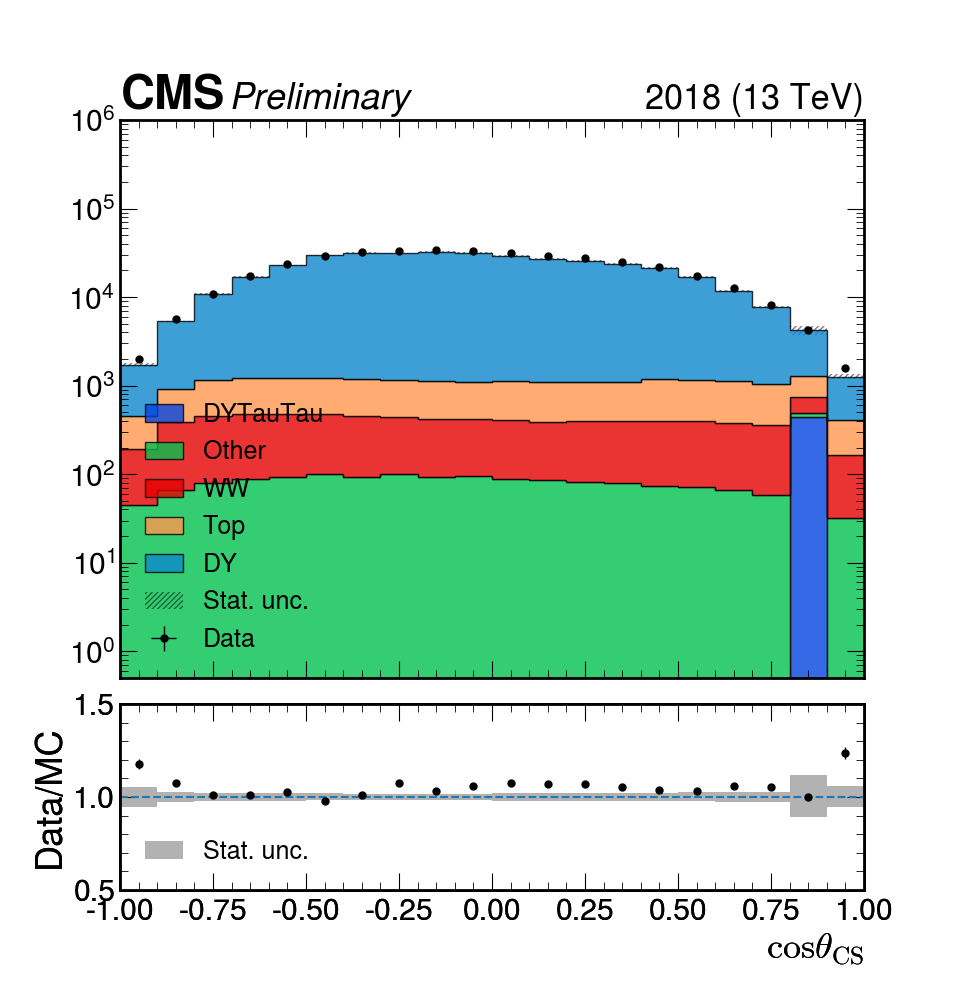 CMS Preliminary 2018 (13 TeV)
10^6
10^5
10^4
10^3
DYTauTau
Other
10^2
WW
Top
10^1
DY
Stat. unc.
10^0
Data
1.5
Data/MC
1.0
Stat. unc.
0.5
-1.00 -0.75 -0.50 -0.25 0.00 0.25 0.50 0.75 1.00
cosθ_CS